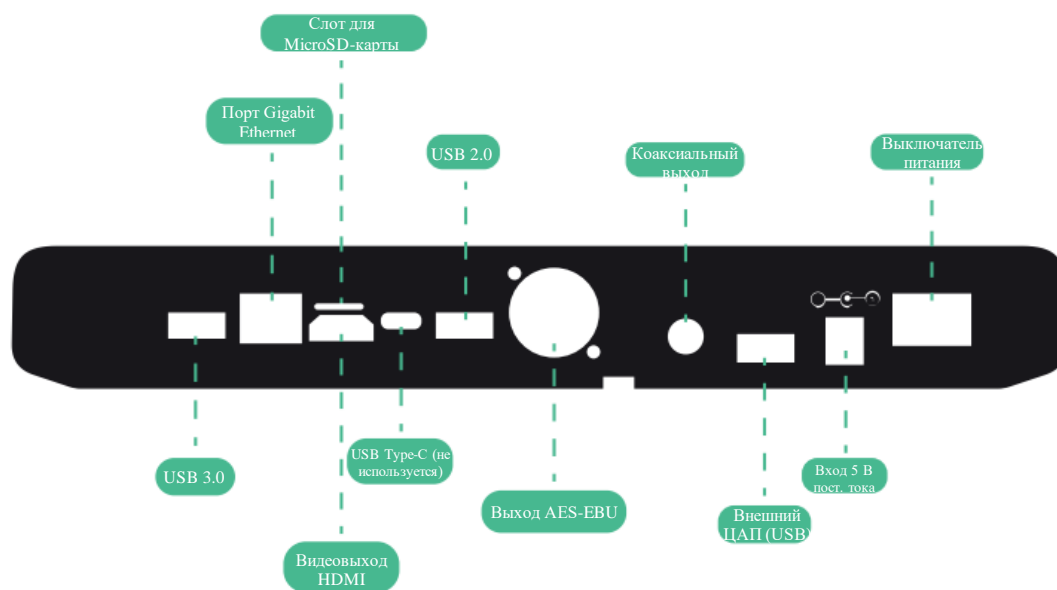 Слот для
MicroSD-карты
Порт Gigabit
Ethernet
USB 2.0
Коаксиальный
выход
Выключатель
питания
USB 3.0
USB Type-C (не
используется)
Выход AES-EBU
Вход 5 В
пост. тока
Внешний
ЦАП (USB)
Видеовыход
HDMI